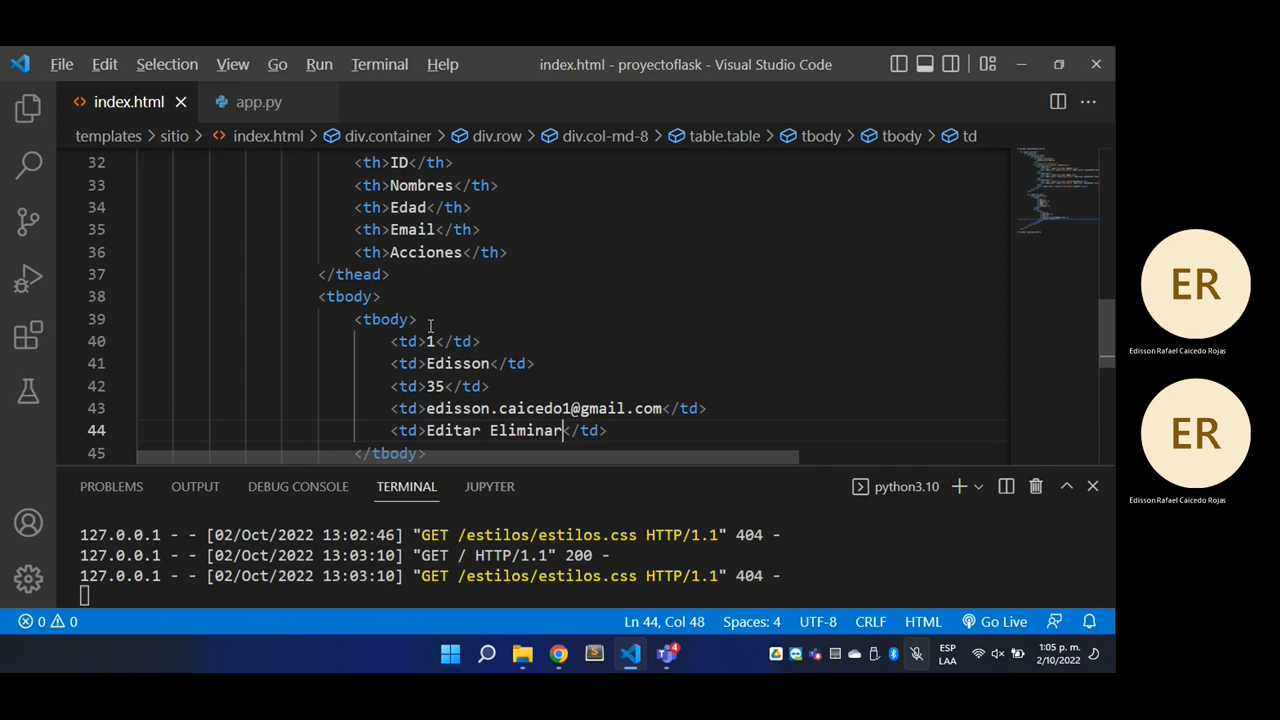 File Edit Selection View Go Run Terminal Help index.html - proyectoflask - Visual Studio Code
index.html app.py
templates > sitio > index.html > div.container > div.row > div.col-md-8 > table.table > tbody > tbody > td
32 <th>ID</th>
33 <th>Nombres</th>
34 <th>Edad</th>
35 <th>Email</th>
36 <th>Acciones</th>
37 </thead>
38 <tbody>
39 <tbody>
40 <td>1</td>
41 <td>Edisson</td>
42 <td>35</td>
43 <td>edisson.caicedo1@gmail.com</td>
44 <td>Editar Eliminar</td>
45 </tbody>
PROBLEMS OUTPUT DEBUG CONSOLE TERMINAL JUPYTER python3.10
127.0.0.1 - - [02/Oct/2022 13:02:46] "GET /estilos/estilos.css HTTP/1.1" 404 -
127.0.0.1 - - [02/Oct/2022 13:03:10] "GET / HTTP/1.1" 200 -
127.0.0.1 - - [02/Oct/2022 13:03:10] "GET /estilos/estilos.css HTTP/1.1" 404 -
0 0 Ln 44, Col 48 Spaces: 4 UTF-8 CRLF HTML Go Live
4 ESP LAA 1:05 p. m. 2/10/2022
ER
Edisson Rafael Caicedo Rojas
ER
Edisson Rafael Caicedo Rojas